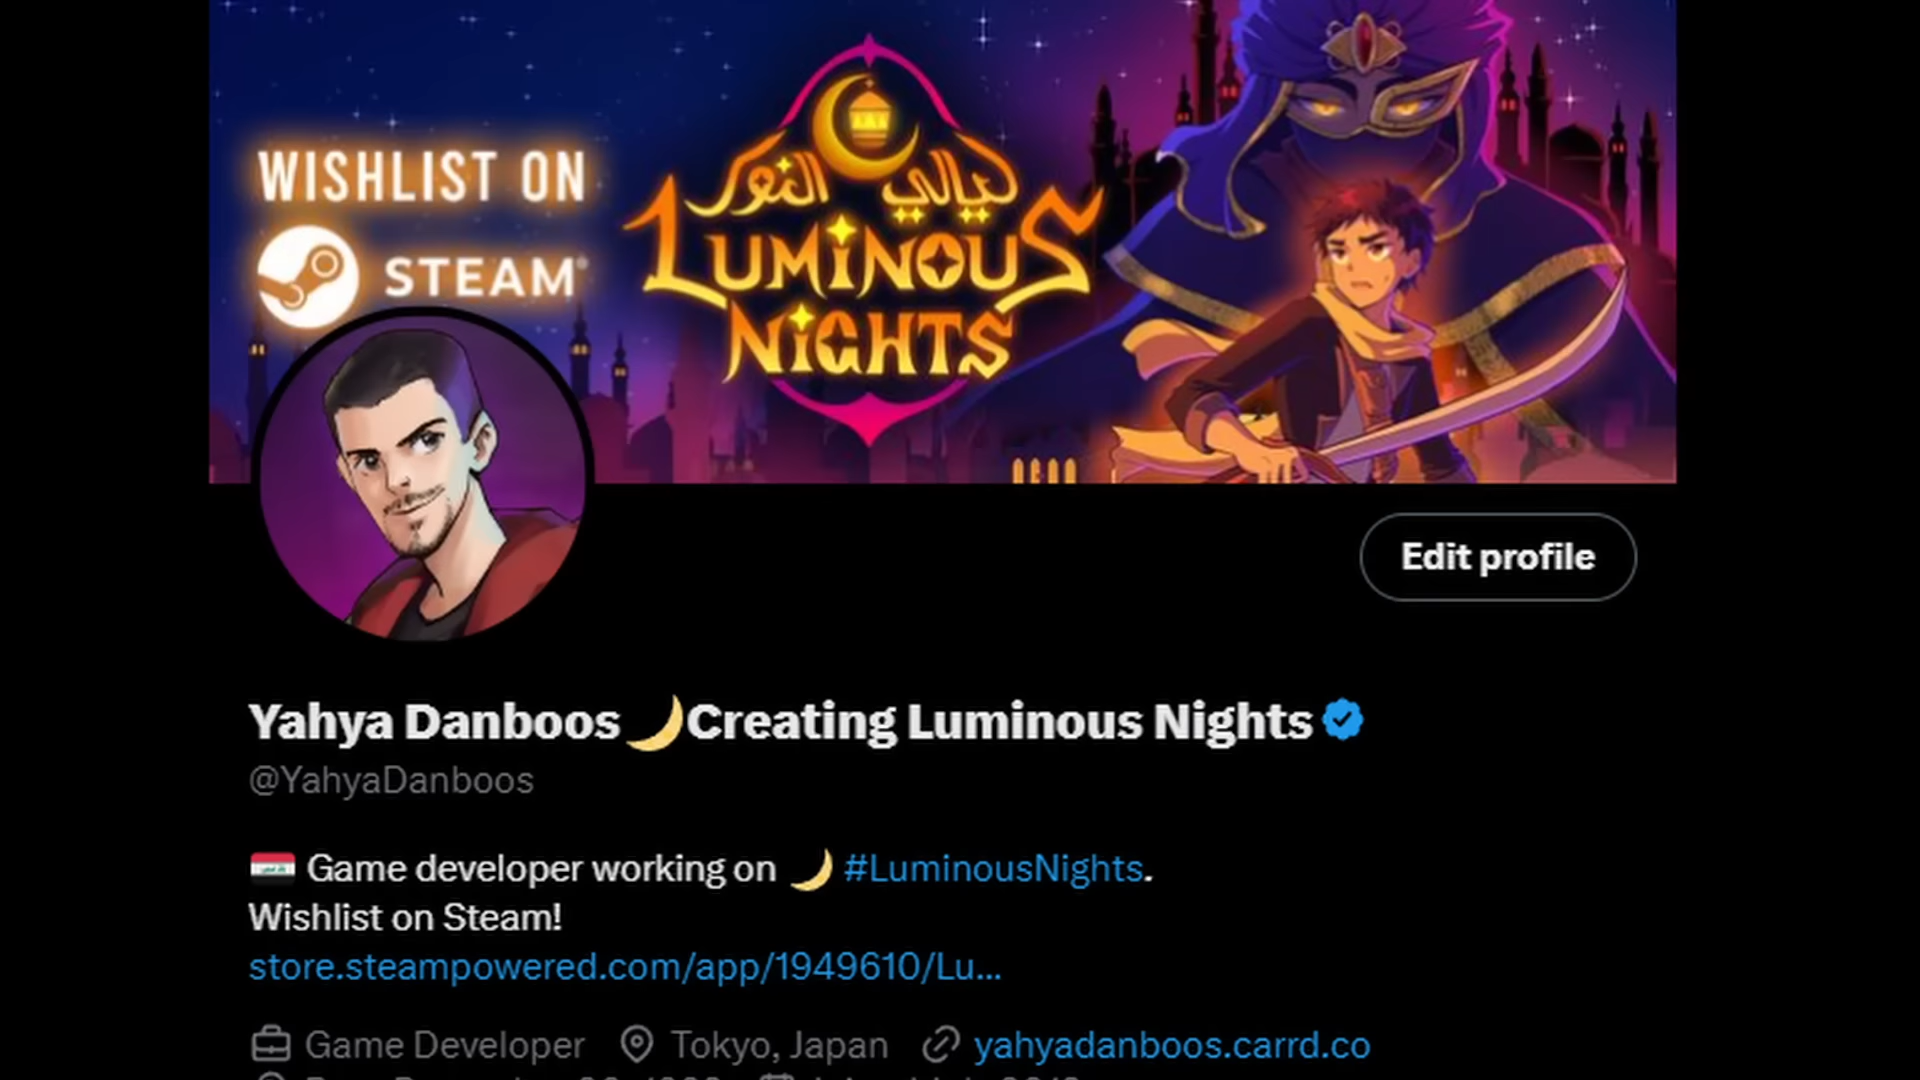 WISHLIST ON
STEAM®
ليالي النور
LUMINOUS
NIGHTS
Edit profile
Yahya Danboos🌙Creating Luminous Nights
@YahyaDanboos
🇮🇶 Game developer working on 🌙 #LuminousNights.
Wishlist on Steam!
store.steampowered.com/app/1949610/Lu...
Game Developer Tokyo, Japan yahyadanboos.carrd.co